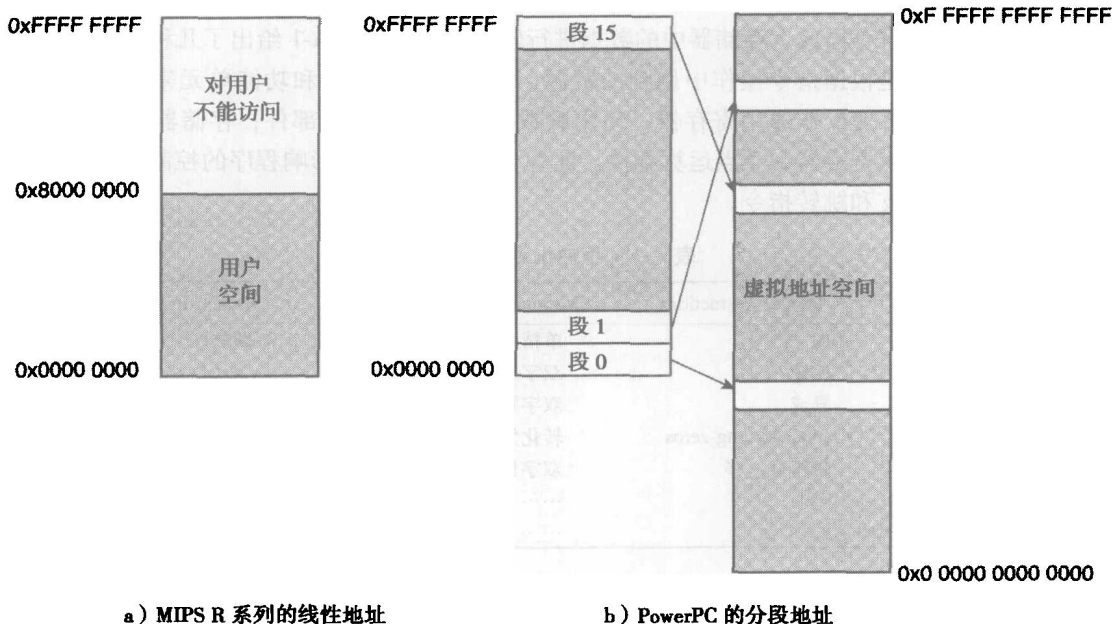 0xFFFF FFFF
对用户
不能访问
0x8000 0000
用户
空间
0x0000 0000
a）MIPS R 系列的线性地址
0xFFFF FFFF
段 15
段 1
段 0
0x0000 0000
0xF FFFF FFFF FFFF
虚拟地址空间
0x0 0000 0000 0000
b）PowerPC 的分段地址